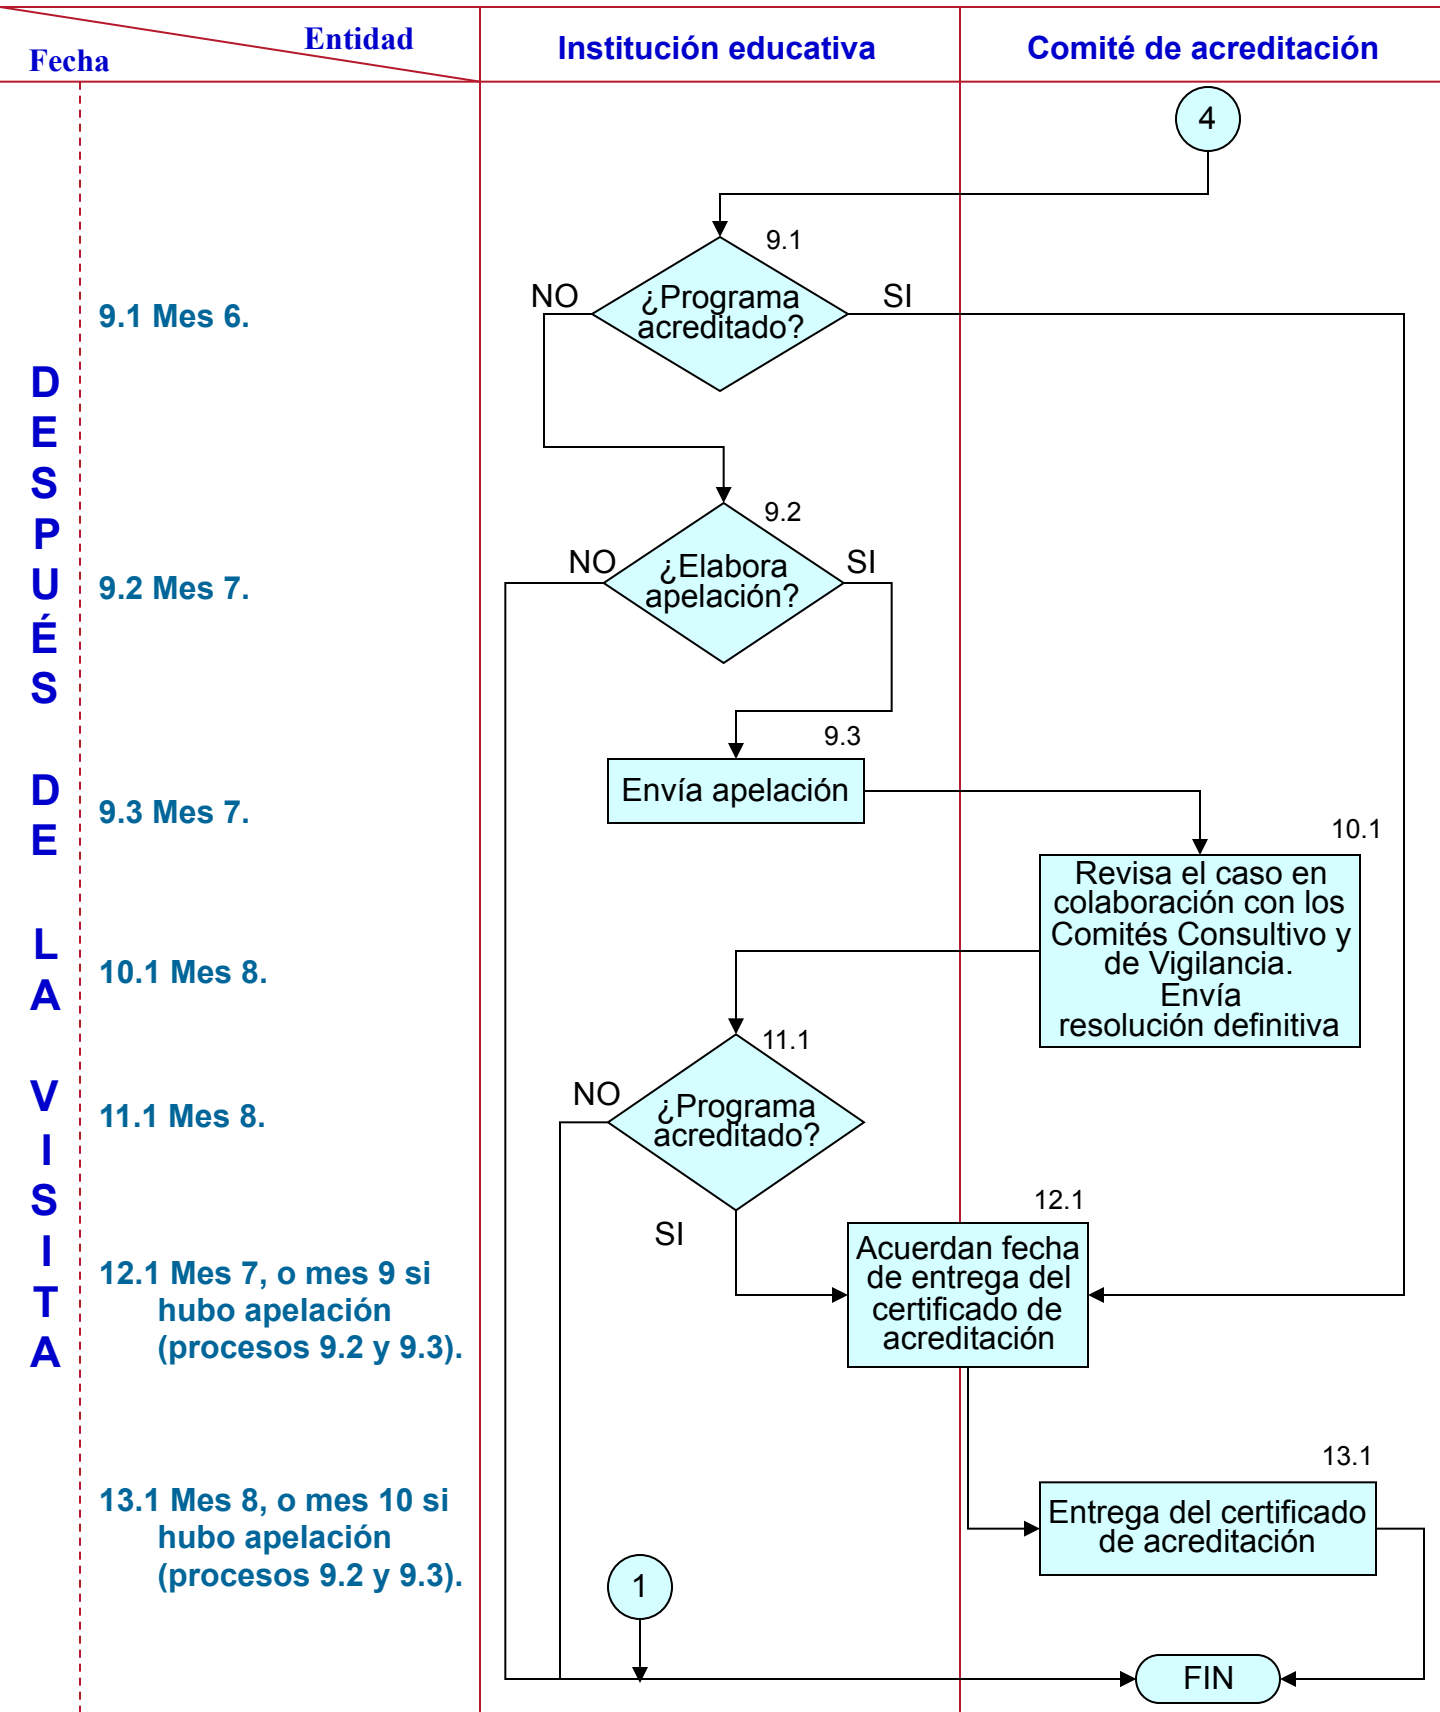 Entidad
Fecha
Institución educativa
Comité de acreditación
4
9.1
NO
¿Programa
acreditado?
SI
9.1 Mes 6.
9.2
NO
¿Elabora
apelación?
SI
9.2 Mes 7.
9.3
Envía apelación
9.3 Mes 7.
10.1
Revisa el caso en
colaboración con los
Comités Consultivo y
de Vigilancia.
Envía
resolución definitiva
10.1 Mes 8.
11.1
NO
¿Programa
acreditado?
SI
11.1 Mes 8.
12.1
Acuerdan fecha
de entrega del
certificado de
acreditación
12.1 Mes 7, o mes 9 si
hubo apelación
(procesos 9.2 y 9.3).
13.1
Entrega del certificado
de acreditación
13.1 Mes 8, o mes 10 si
hubo apelación
(procesos 9.2 y 9.3).
1
FIN
DESPUÉS DE LA VISITA